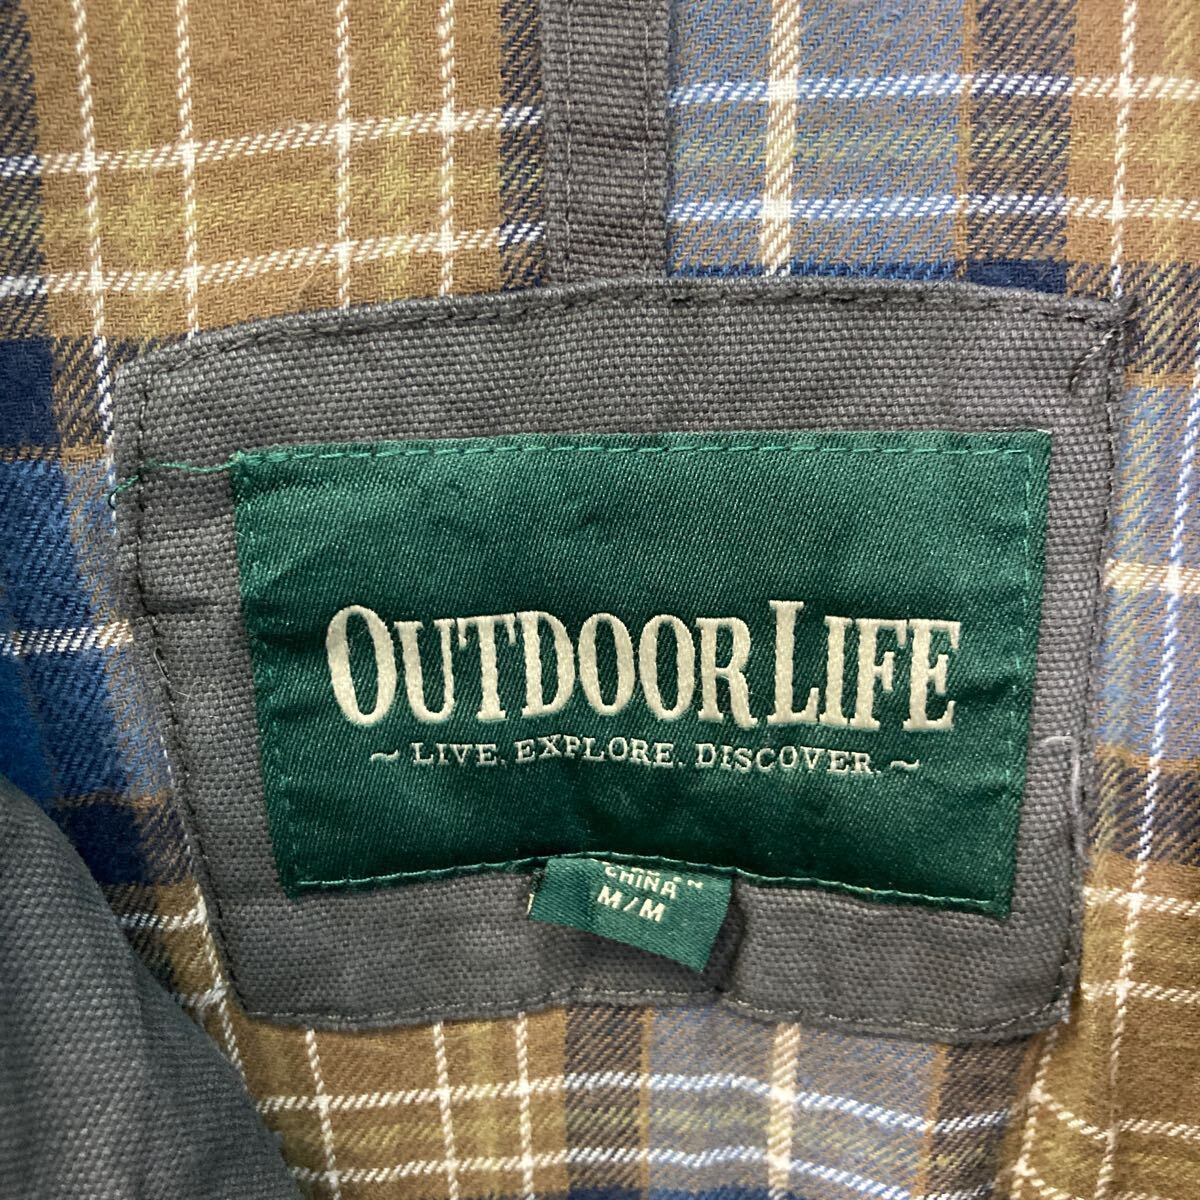 OUTDOOR LIFE
~ LIVE. EXPLORE. DISCOVER. ~
CHINA
M/M